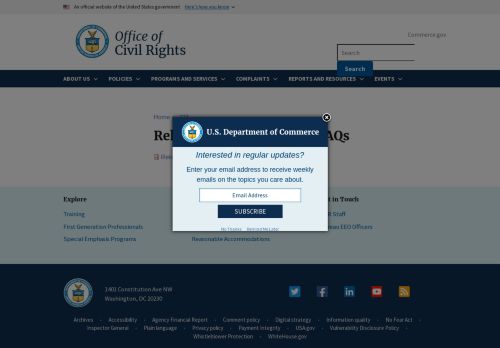 An official website of the United States government Here's how you know
Office of
Civil Rights
Commerce.gov
Search
Search
ABOUT US
POLICIES
PROGRAMS AND SERVICES
COMPLAINTS
REPORTS AND RESOURCES
EVENTS
Home
AQs
U.S. Department of Commerce
Interested in regular updates?
Enter your email address to receive weekly
emails on the topics you care about.
Email Address
SUBSCRIBE
No Thanks Remind Me Later
Explore
in Touch
Training
Staff
First Generation Professionals
EEO Officers
Special Emphasis Programs
Reasonable Accommodations
1401 Constitution Ave NW
Washington, DC 20230
Archives Accessibility Agency Financial Report Comment policy Digital strategy Information quality No Fear Act
Inspector General Plain language Privacy policy Payment Integrity USA.gov Vulnerability Disclosure Policy
Whistleblower Protection WhiteHouse.gov